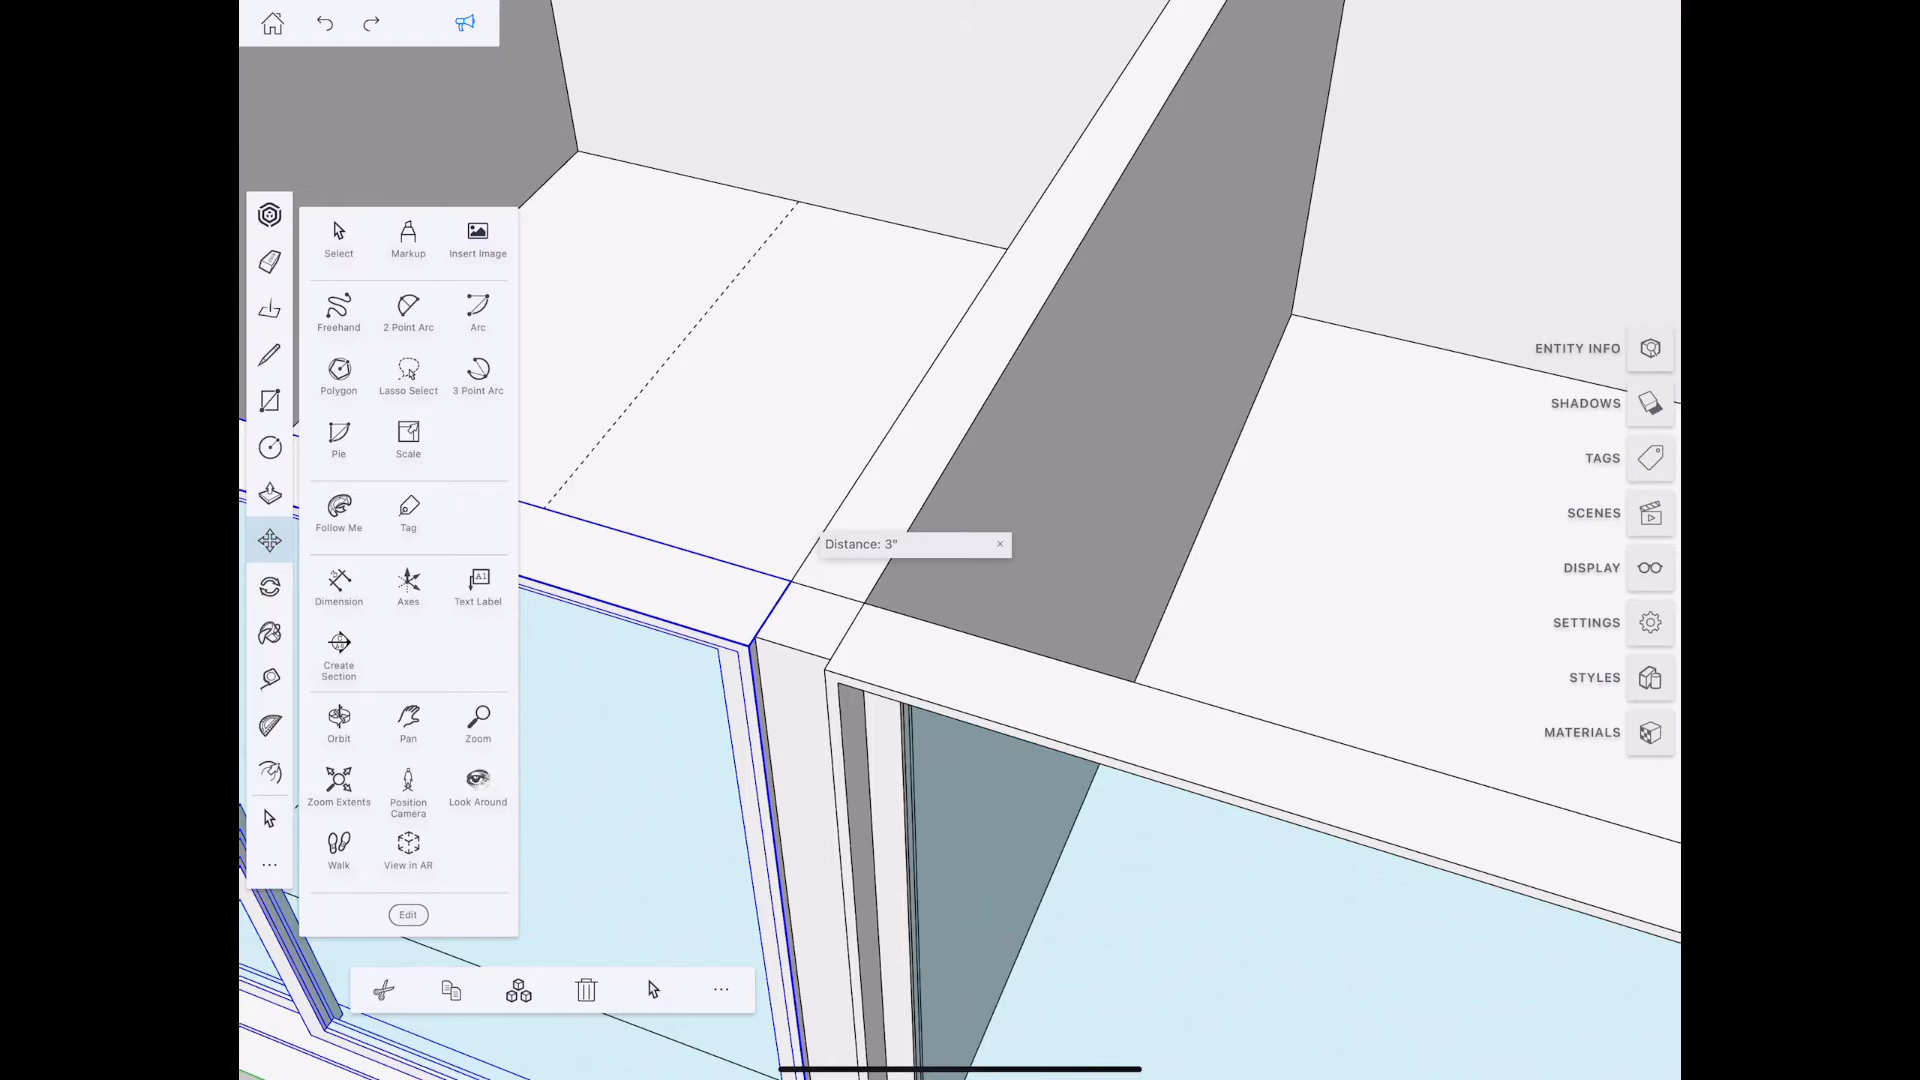 Select Markup Insert Image
Freehand 2 Point Arc Arc
Polygon Lasso Select 3 Point Arc
Pie Scale
Follow Me Tag
Dimension Axes Text Label
Create
Section
Orbit Pan Zoom
Zoom Extents Position Camera Look Around
Walk View in AR
Edit
Distance: 3"
ENTITY INFO
SHADOWS
TAGS
SCENES
DISPLAY
SETTINGS
STYLES
MATERIALS
A1